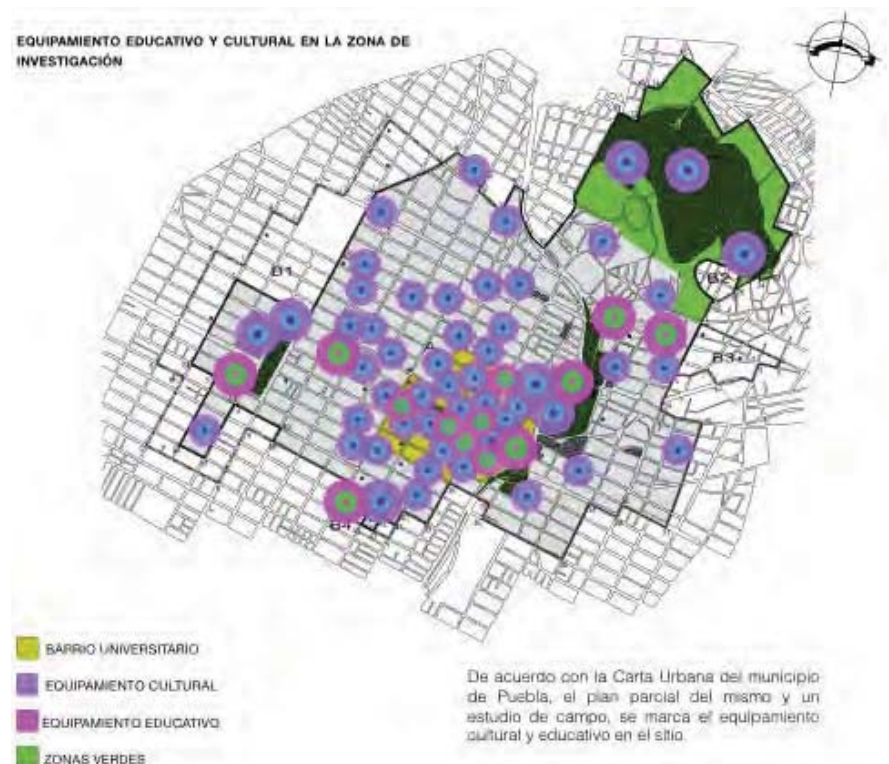 EQUIPAMIENTO EDUCATIVO Y CULTURAL EN LA ZONA DE
INVESTIGACIÓN
B1
B2
B3
B4
BARRIO UNIVERSITARIO
EQUIPAMIENTO CULTURAL
EQUIPAMIENTO EDUCATIVO
ZONAS VERDES
De acuerdo con la Carta Urbana del municipio
de Puebla, el plan parcial del mismo y un
estudio de campo, se marca el equipamiento
cultural y educativo en el sitio.